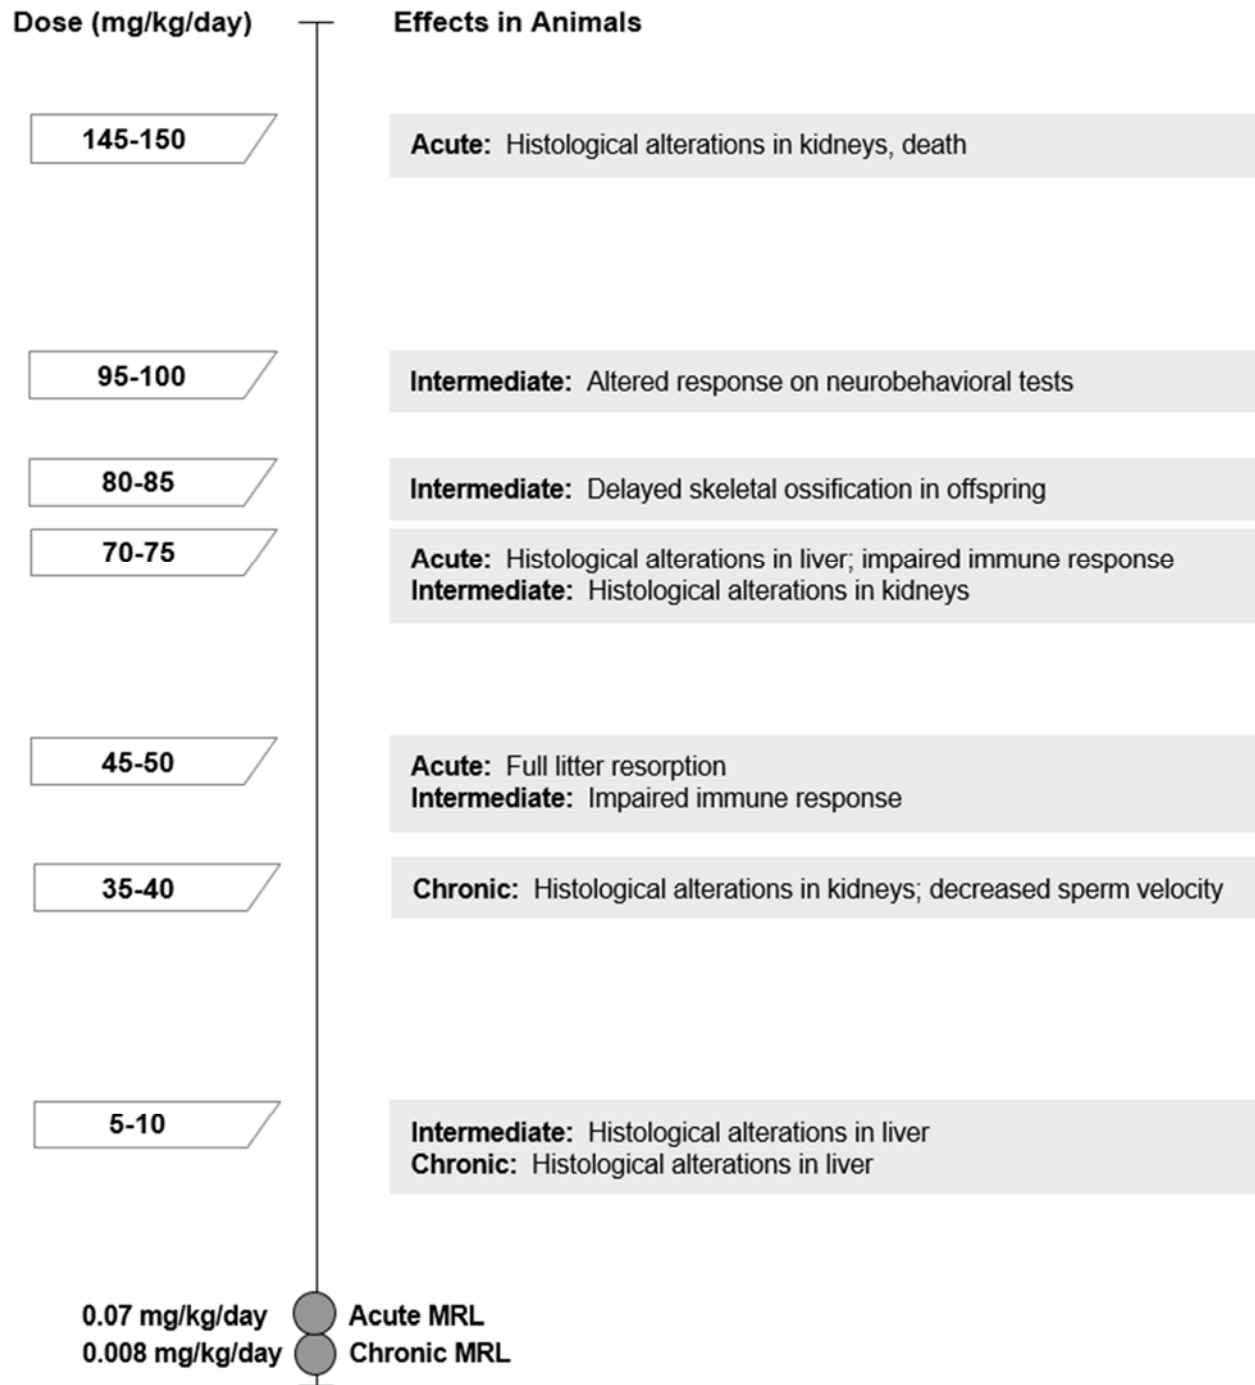 Dose (mg/kg/day) Effects in Animals
145-150 Acute: Histological alterations in kidneys, death
95-100 Intermediate: Altered response on neurobehavioral tests
80-85 Intermediate: Delayed skeletal ossification in offspring
70-75 Acute: Histological alterations in liver; impaired immune response
Intermediate: Histological alterations in kidneys
45-50 Acute: Full litter resorption
Intermediate: Impaired immune response
35-40 Chronic: Histological alterations in kidneys; decreased sperm velocity
5-10 Intermediate: Histological alterations in liver
Chronic: Histological alterations in liver
0.07 mg/kg/day Acute MRL
0.008 mg/kg/day Chronic MRL